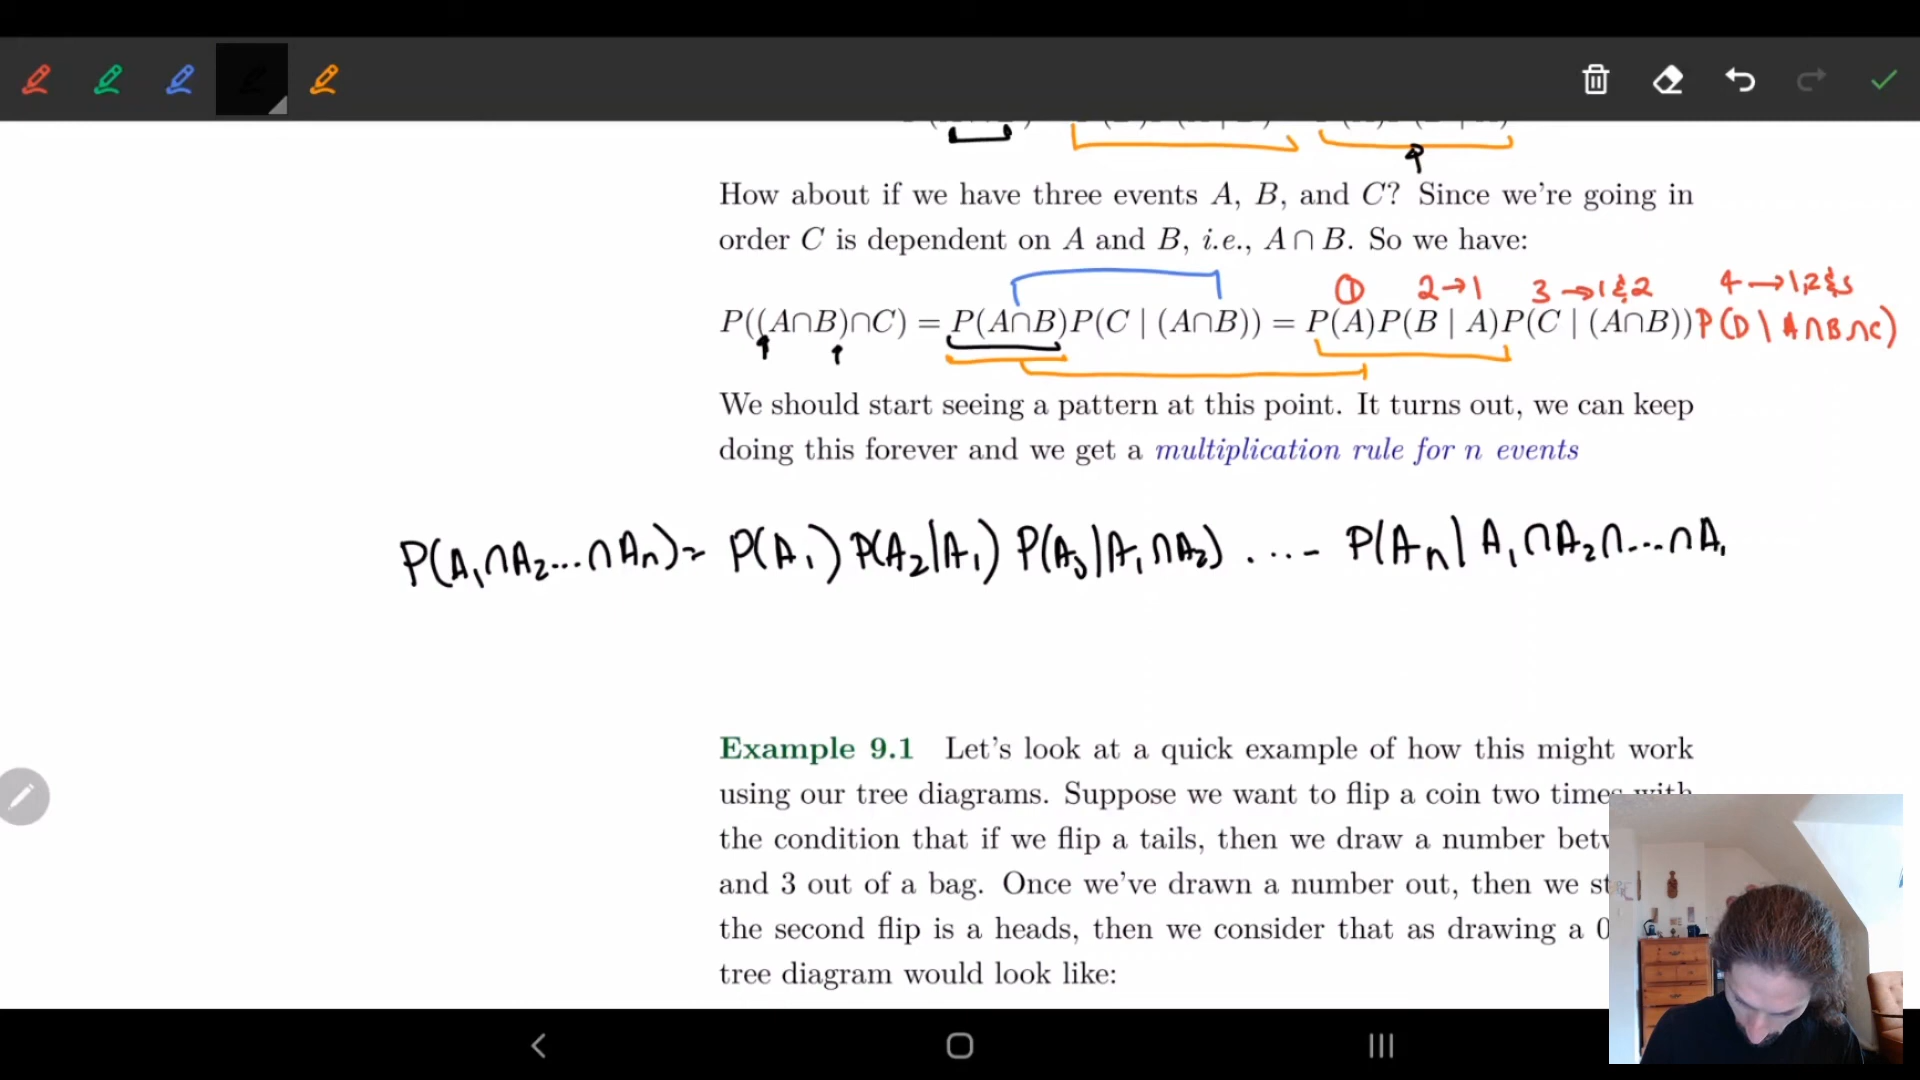 How about if we have three events A, B, and C? Since we're going in
order C is dependent on A and B, i.e., A ∩ B. So we have:
① 2→1 3→1&2 4→1,2&3
P((A∩B)∩C) = P(A∩B)P(C | (A∩B)) = P(A)P(B | A)P(C | (A∩B)) P(D | A∩B∩C)
We should start seeing a pattern at this point. It turns out, we can keep
doing this forever and we get a multiplication rule for n events
P(A₁∩A₂...∩Aₙ) = P(A₁) P(A₂|A₁) P(A₃|A₁∩A₂) .... P(Aₙ| A₁∩A₂∩...∩A
Example 9.1 Let's look at a quick example of how this might work
using our tree diagrams. Suppose we want to flip a coin two times with
the condition that if we flip a tails, then we draw a number
and 3 out of a bag. Once we've drawn a number out, then we
the second flip is a heads, then we consider that as drawing a 0
tree diagram would look like: